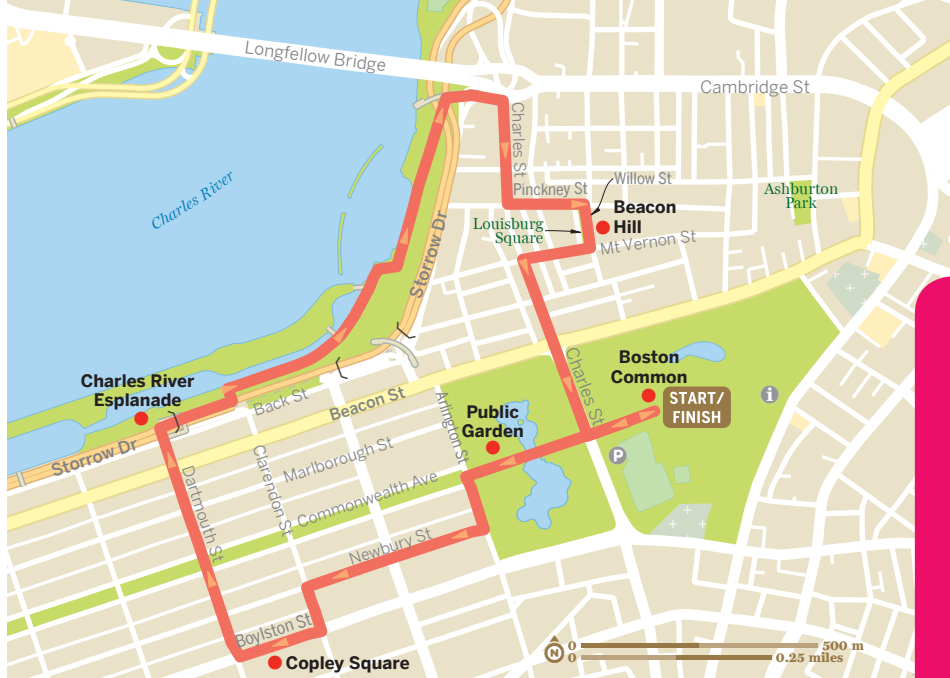 Longfellow Bridge
Cambridge St
Charles St
Pinckney St
Willow St
Ashburton
Park
Charles River
Beacon
Hill
Louisburg
Square
Mt Vernon St
Storrow Dr
Boston
Common
START/
FINISH
i
Charles St
Charles River
Esplanade
Back St
Beacon St
Arlington St
Public
Garden
P
Storrow Dr
Marlborough St
Clarendon St
Commonwealth Ave
Dartmouth St
Newbury St
Boylston St
Copley Square
N
0 500 m
0 0.25 miles